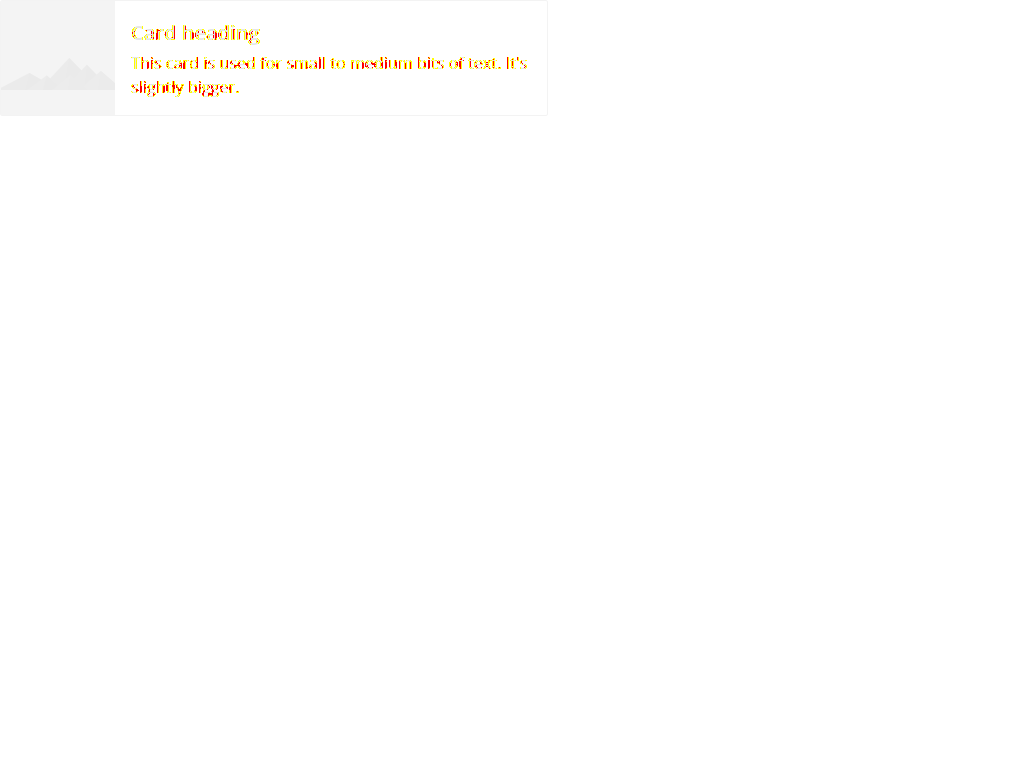 Card heading
This card is used for small to medium bits of text. It's
slightly bigger.